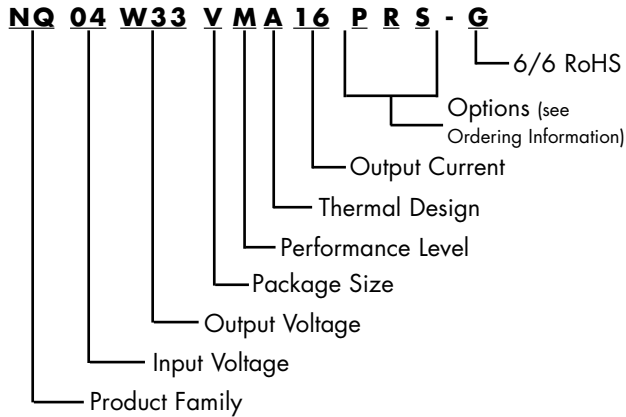 NQ 04 W33 V M A 16 P R S - G
6/6 RoHS
Options (see
Ordering Information)
Output Current
Thermal Design
Performance Level
Package Size
Output Voltage
Input Voltage
Product Family